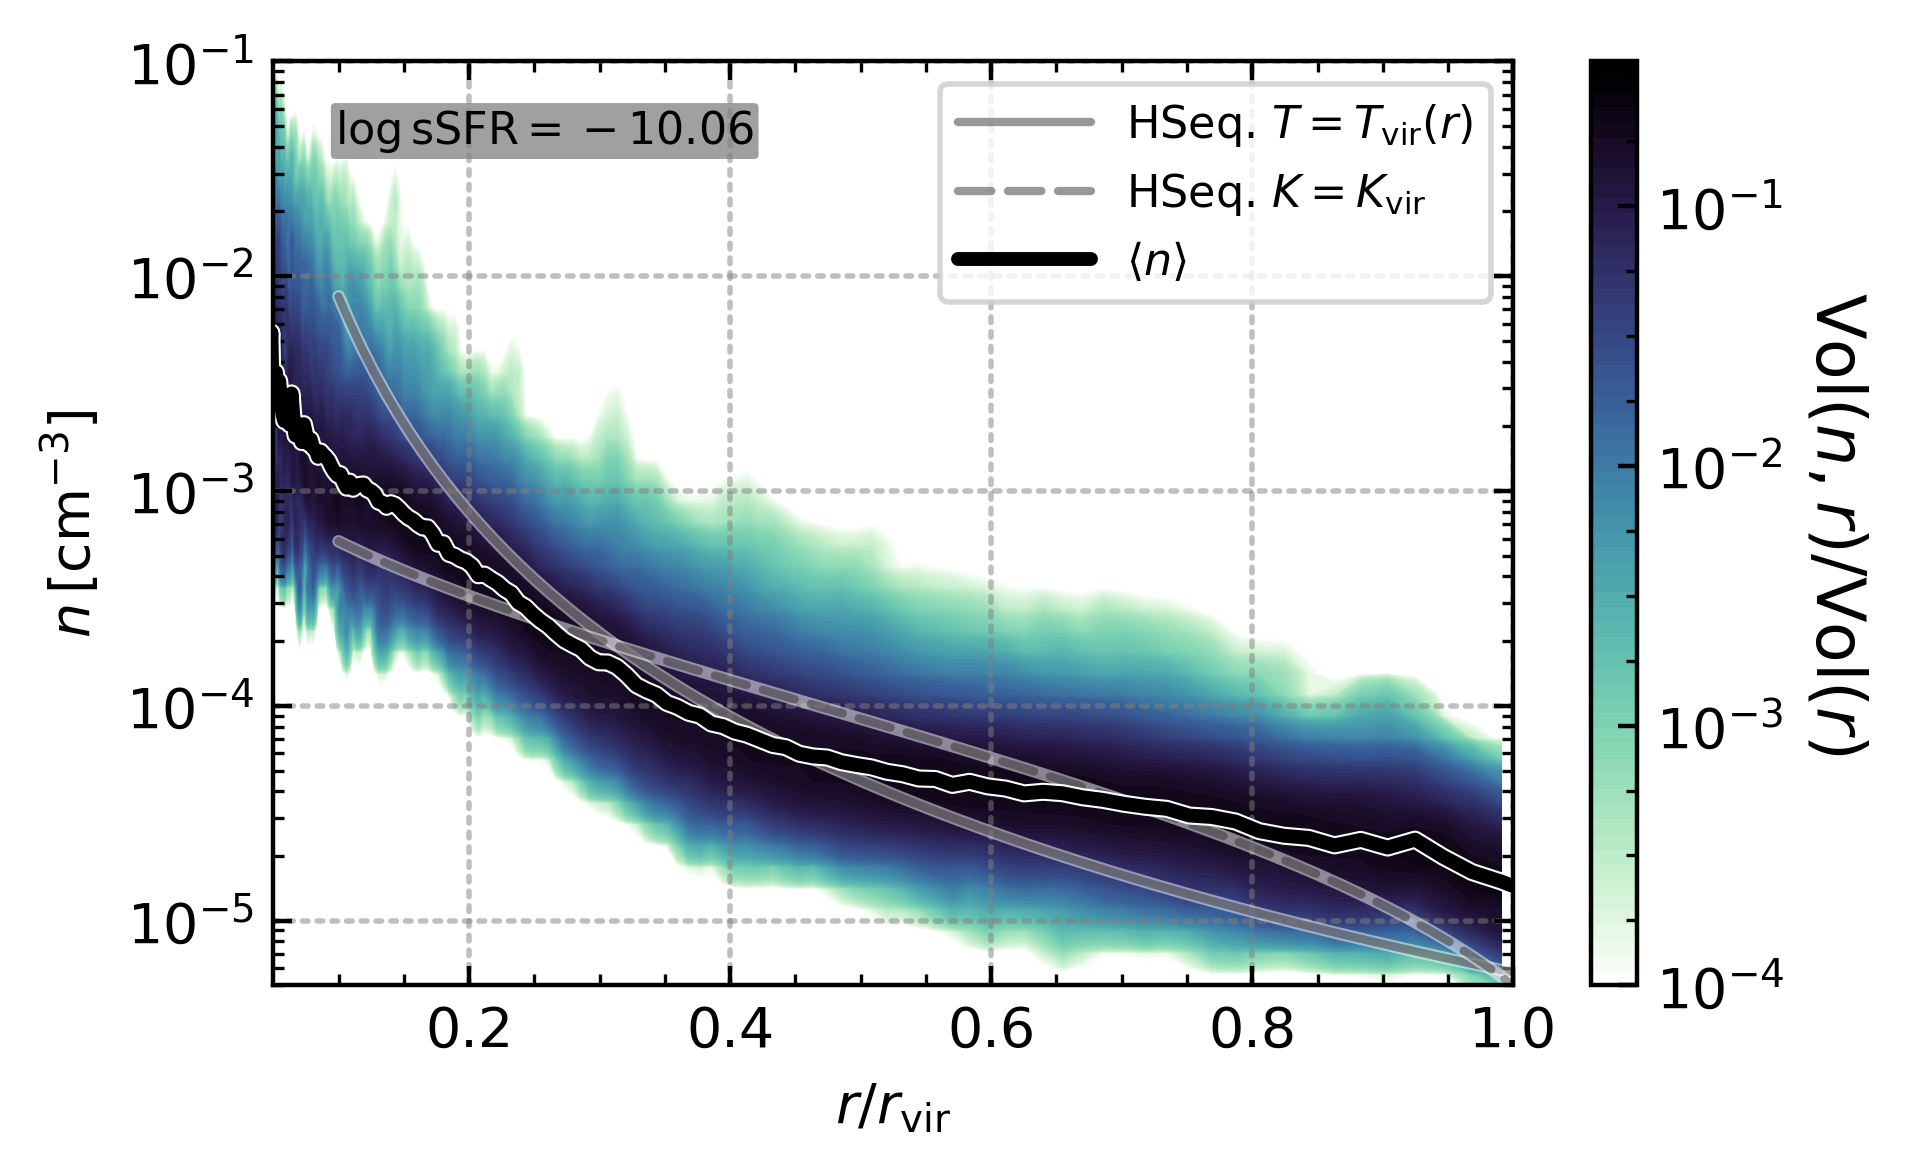 log sSFR = −10.06
HSeq. T = T_vir(r)
HSeq. K = K_vir
⟨n⟩
10⁻¹
10⁻²
10⁻³
10⁻⁴
10⁻⁵
n [cm⁻³]
0.2 0.4 0.6 0.8 1.0
r/r_vir
10⁻¹
10⁻²
10⁻³
10⁻⁴
Vol(n, r)/Vol(r)